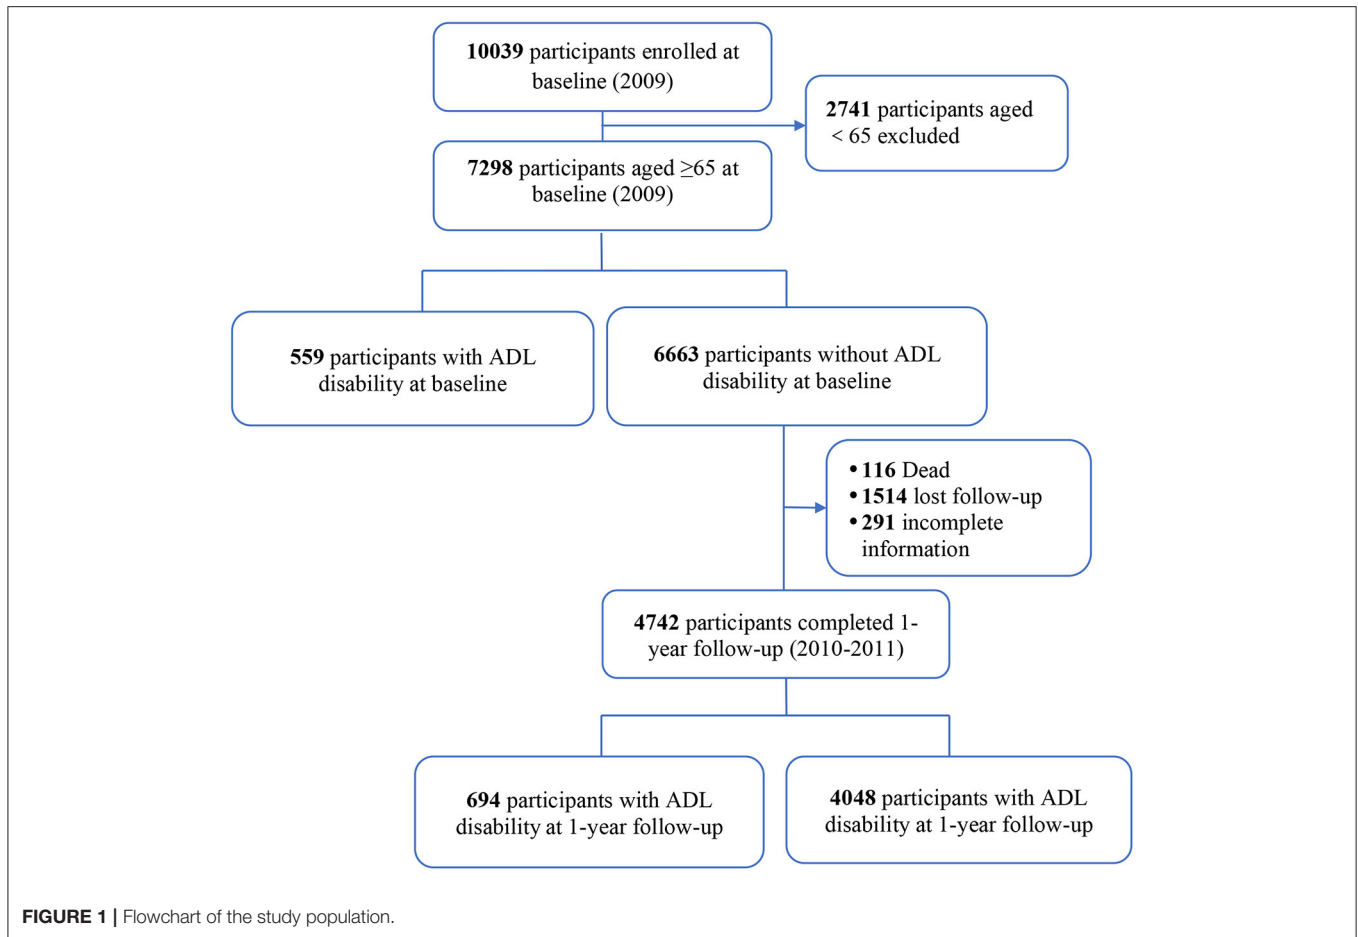 10039 participants enrolled at
baseline (2009)
2741 participants aged
< 65 excluded
7298 participants aged ≥65 at
baseline (2009)
559 participants with ADL
disability at baseline
6663 participants without ADL
disability at baseline
• 116 Dead
• 1514 lost follow-up
• 291 incomplete
information
4742 participants completed 1-
year follow-up (2010-2011)
694 participants with ADL
disability at 1-year follow-up
4048 participants with ADL
disability at 1-year follow-up
FIGURE 1 | Flowchart of the study population.